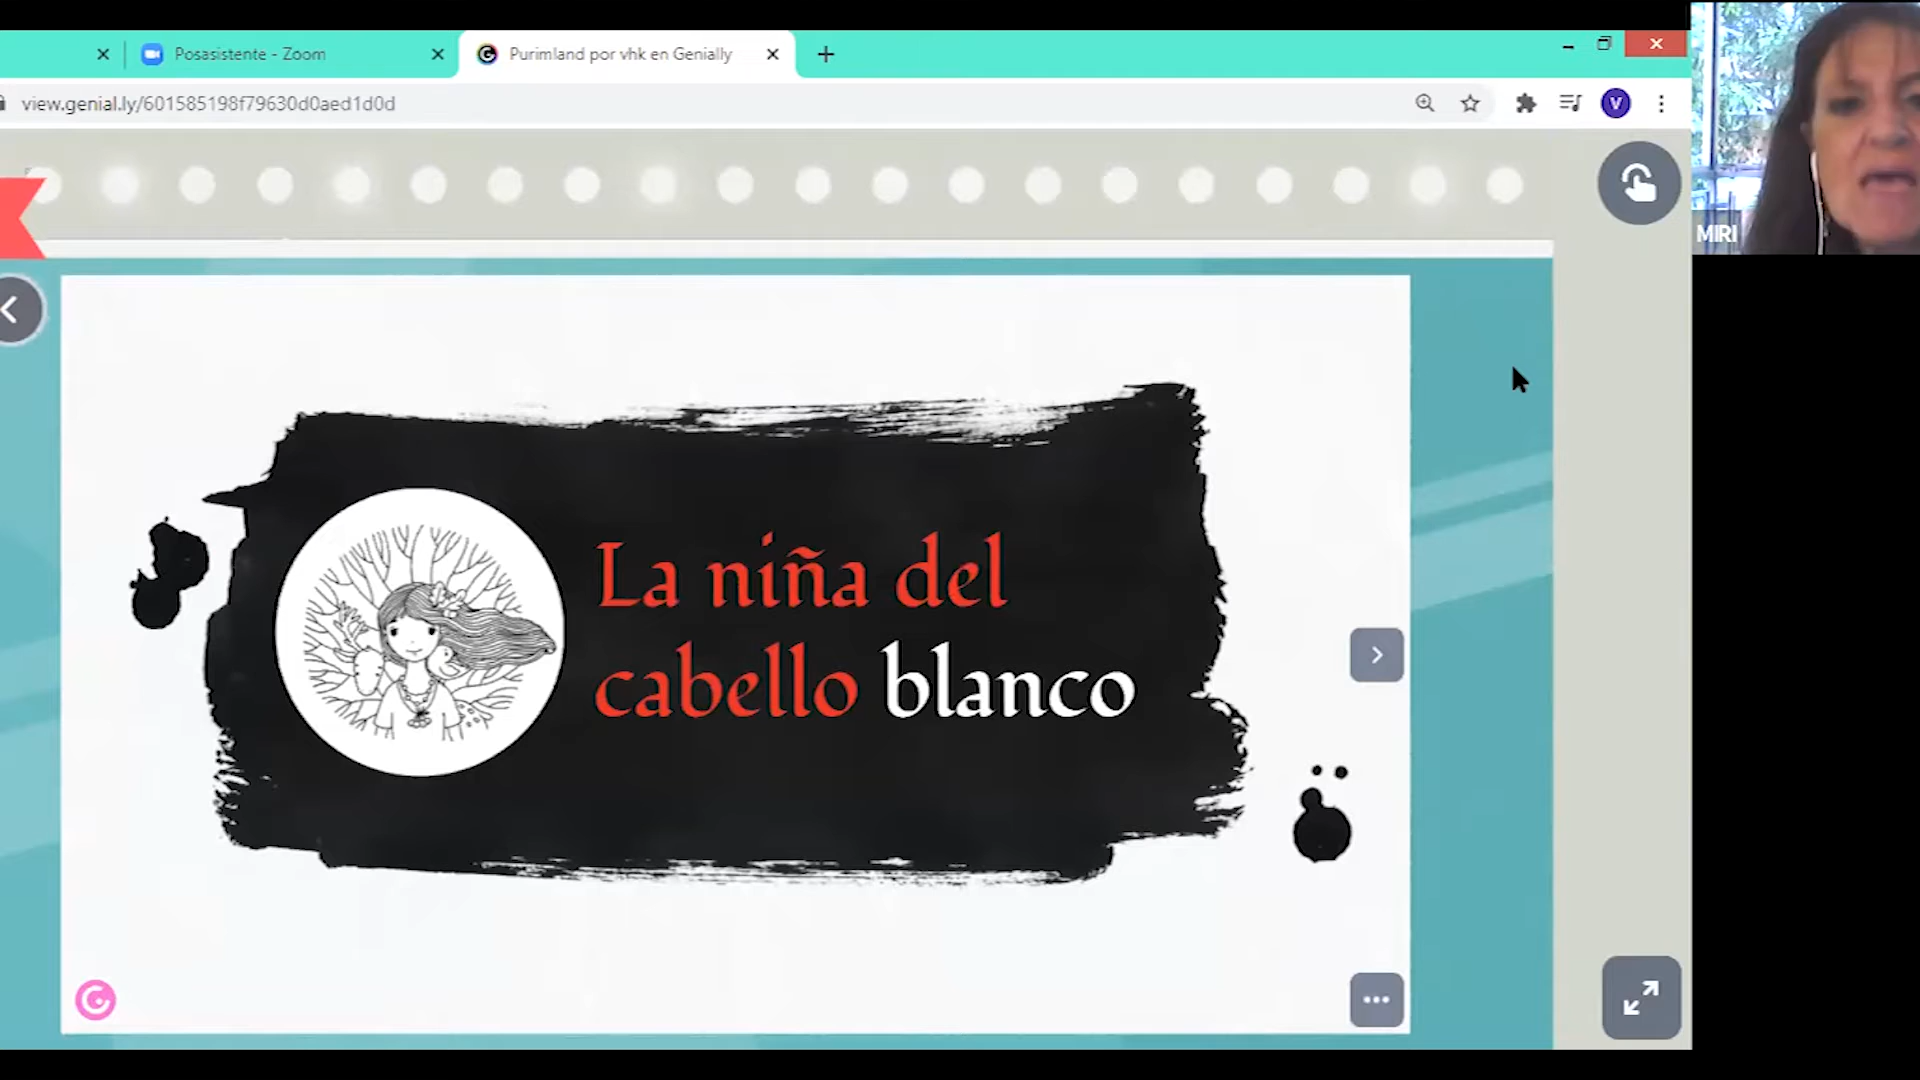 Posasistente - Zoom
Purimland por vhk en Genially
view.genial.ly/601585198f79630d0aed1d0d
V
MIRI
La niña del
cabello blanco